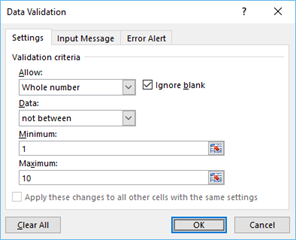 Data Validation ? ×
Settings Input Message Error Alert
Validation criteria
Allow:
Whole number Ignore blank
Data:
not between
Minimum:
1
Maximum:
10
Apply these changes to all other cells with the same settings
Clear All OK Cancel